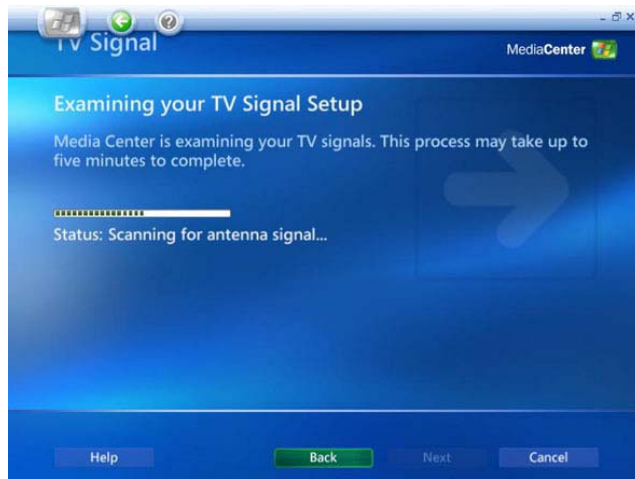 TV Signal
MediaCenter
Examining your TV Signal Setup
Media Center is examining your TV signals. This process may take up to
five minutes to complete.
Status: Scanning for antenna signal...
Help Back Next Cancel